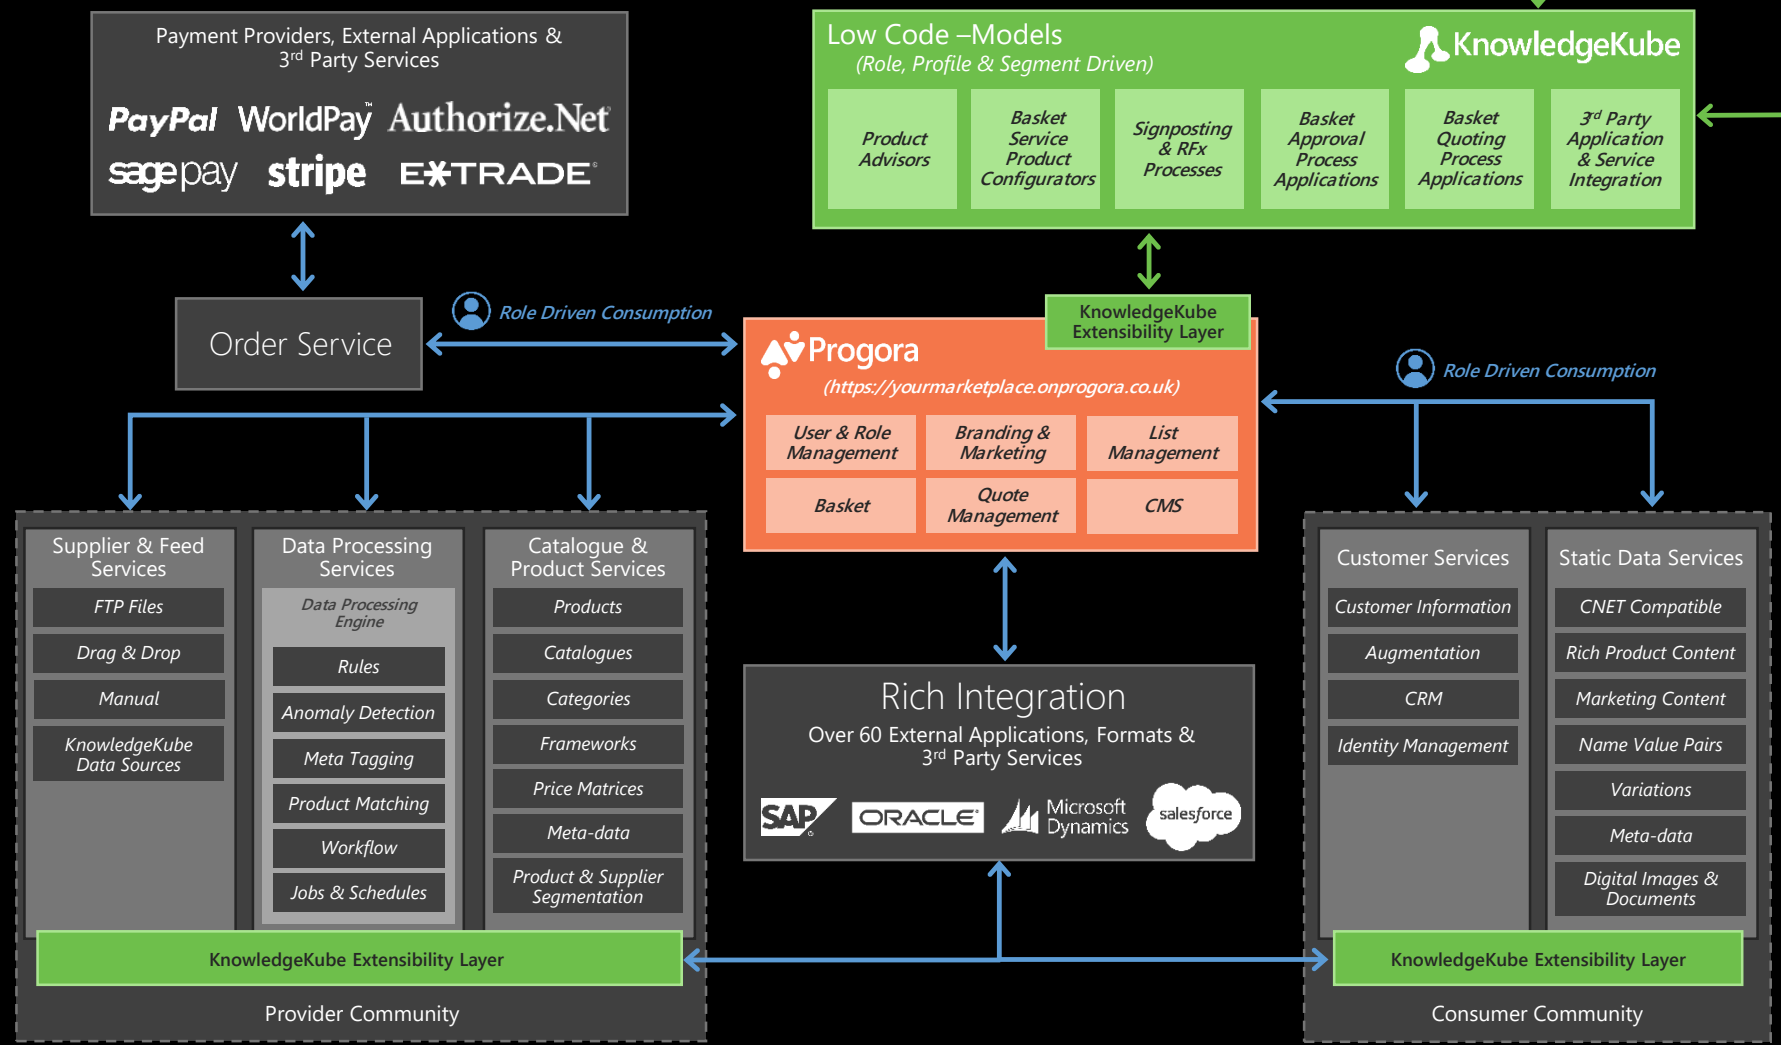 Payment Providers, External Applications &
3rd Party Services
PayPal WorldPay™ Authorize.Net
sagepay stripe E*TRADE®
Low Code –Models
(Role, Profile & Segment Driven)
KnowledgeKube
Product
Advisors
Basket
Service
Product
Configurators
Signposting
& RFx
Processes
Basket
Approval
Process
Applications
Basket
Quoting
Process
Applications
3rd Party
Application
& Service
Integration
Order Service
Role Driven Consumption
KnowledgeKube
Extensibility Layer
Progora
(https://yourmarketplace.onprogora.co.uk)
User & Role
Management
Branding &
Marketing
List
Management
Basket
Quote
Management
CMS
Role Driven Consumption
Supplier & Feed
Services
FTP Files
Drag & Drop
Manual
KnowledgeKube
Data Sources
Data Processing
Services
Data Processing
Engine
Rules
Anomaly Detection
Meta Tagging
Product Matching
Workflow
Jobs & Schedules
Catalogue &
Product Services
Products
Catalogues
Categories
Frameworks
Price Matrices
Meta-data
Product & Supplier
Segmentation
KnowledgeKube Extensibility Layer
Provider Community
Rich Integration
Over 60 External Applications, Formats &
3rd Party Services
SAP®
ORACLE®
Microsoft
Dynamics
salesforce
Customer Services
Customer Information
Augmentation
CRM
Identity Management
Static Data Services
CNET Compatible
Rich Product Content
Marketing Content
Name Value Pairs
Variations
Meta-data
Digital Images &
Documents
KnowledgeKube Extensibility Layer
Consumer Community